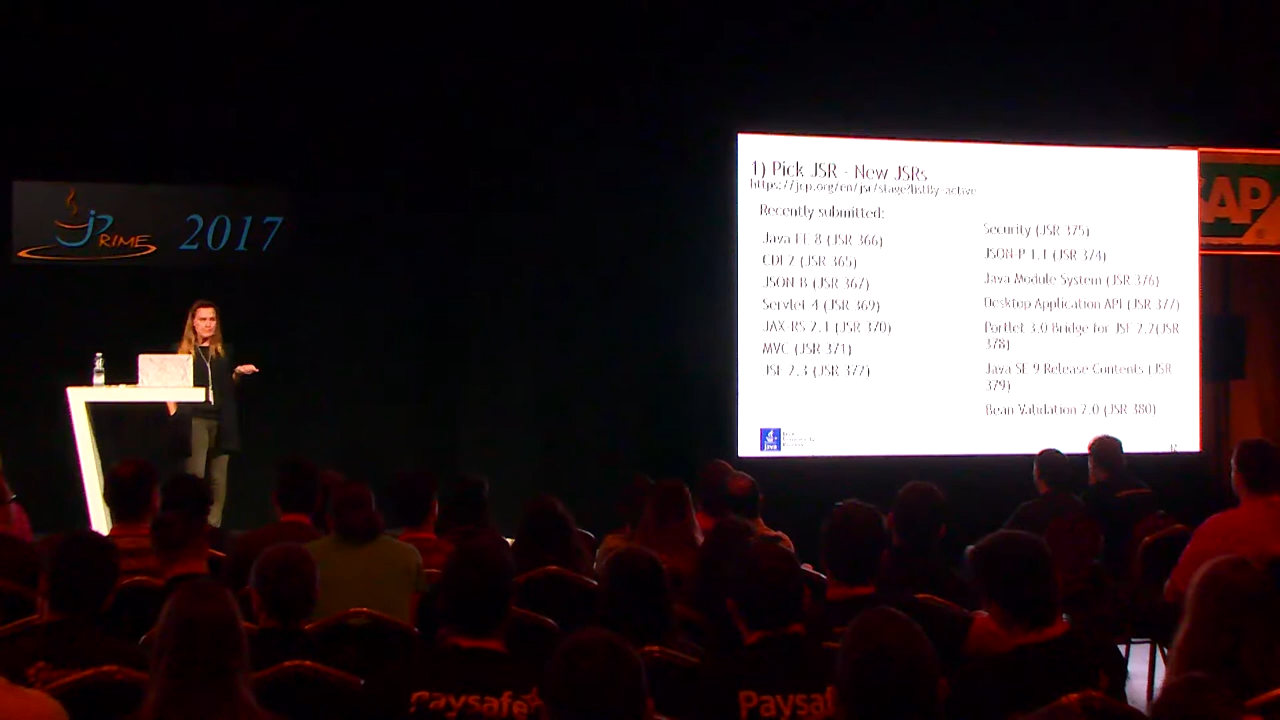 JPRIME 2017
1) Pick JSR - New JSRs
https://jcp.org/en/jsr/stage/listBy=active
Recently submitted:
Java EE 8 (JSR 366)
CDI 2 (JSR 365)
JSON-B (JSR 367)
Servlet 4 (JSR 369)
JAX-RS 2.1 (JSR 370)
MVC (JSR 371)
JSF 2.3 (JSR 372)
Security (JSR 375)
JSON-P 1.1 (JSR 374)
Java Module System (JSR 376)
Desktop Application API (JSR 377)
Portlet 3.0 Bridge for JSF 2.2(JSR
378)
Java SE 9 Release Contents (JSR
379)
Bean Validation 2.0 (JSR 380)
SAP
Paysafe
Paysaf